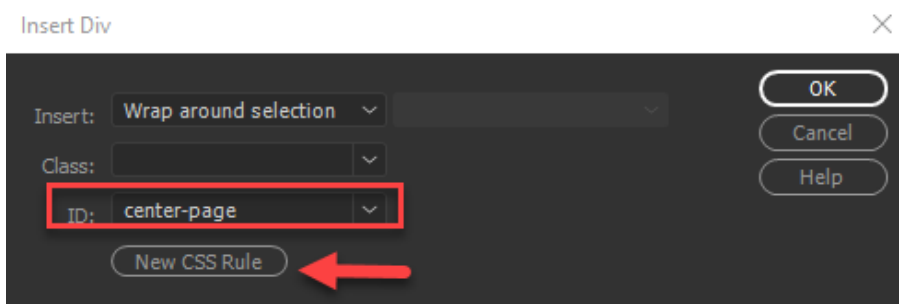 Insert Div
OK
Insert: Wrap around selection
Cancel
Class:
Help
ID: center-page
New CSS Rule